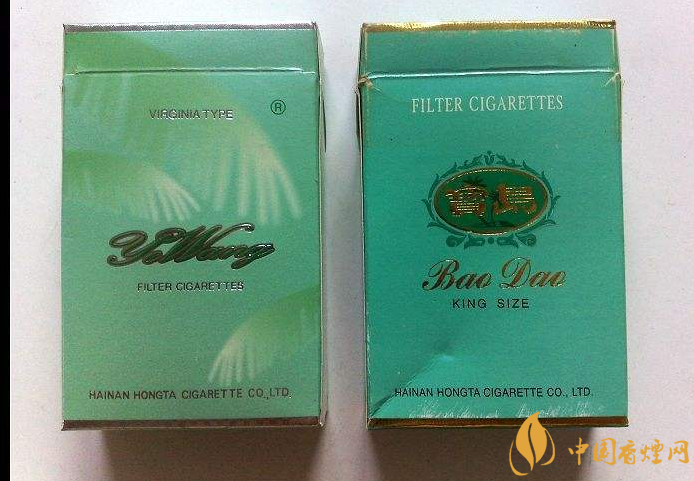 VIRGINIA TYPE
®
YeWang
FILTER CIGARETTES
HAINAN HONGTA CIGARETTE CO.,LTD.
FILTER CIGARETTES
寶島
Bao Dao
KING SIZE
HAINAN HONGTA CIGARETTE CO., LTD.
中国香烟网